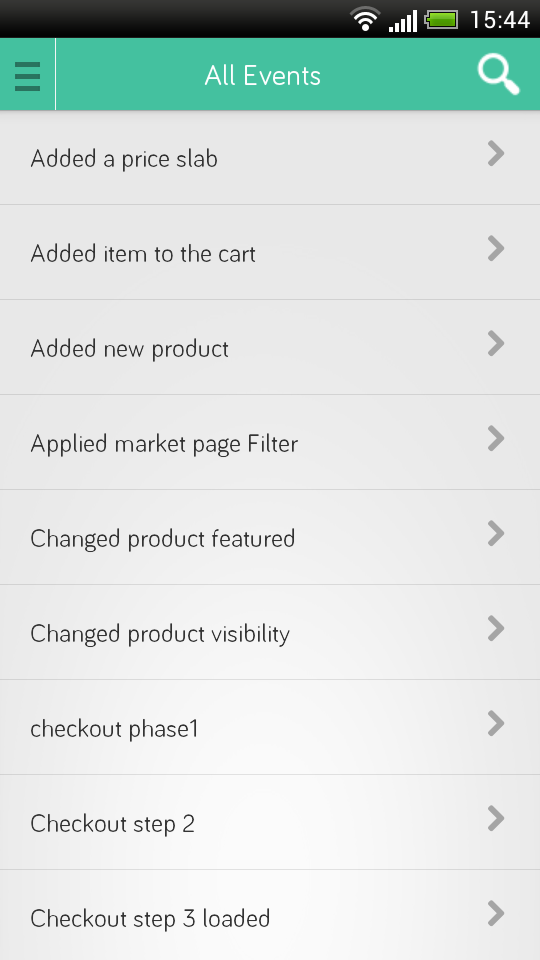 15:44
All Events
Added a price slab
Added item to the cart
Added new product
Applied market page Filter
Changed product featured
Changed product visibility
checkout phase1
Checkout step 2
Checkout step 3 loaded